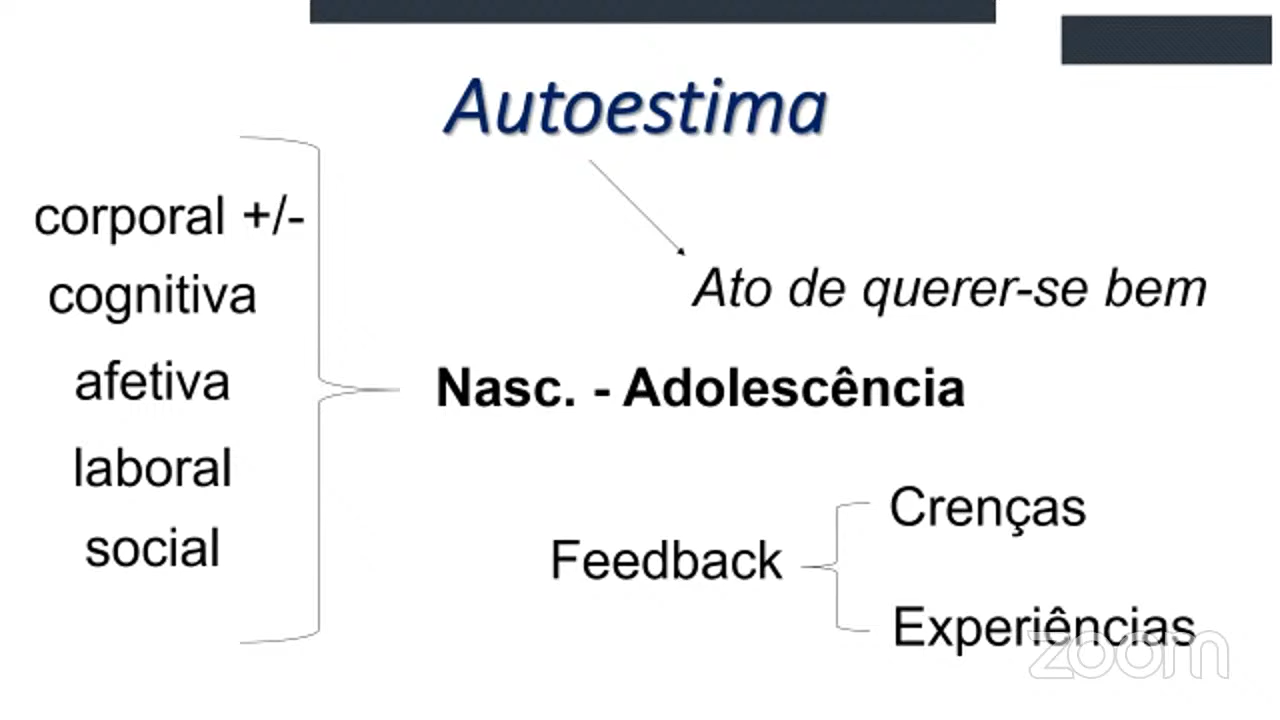 Autoestima
corporal +/-
cognitiva
afetiva
laboral
social
Ato de querer-se bem
Nasc. - Adolescência
Feedback
Crenças
Experiências
zoom